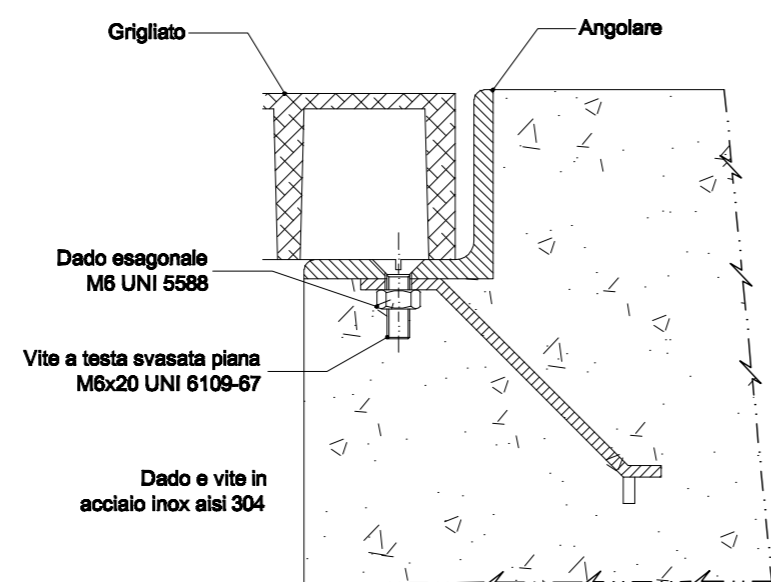 Grigliato
Angolare
Dado esagonale
M6 UNI 5588
Vite a testa svasata piana
M6x20 UNI 6109-67
Dado e vite in
acciaio inox aisi 304